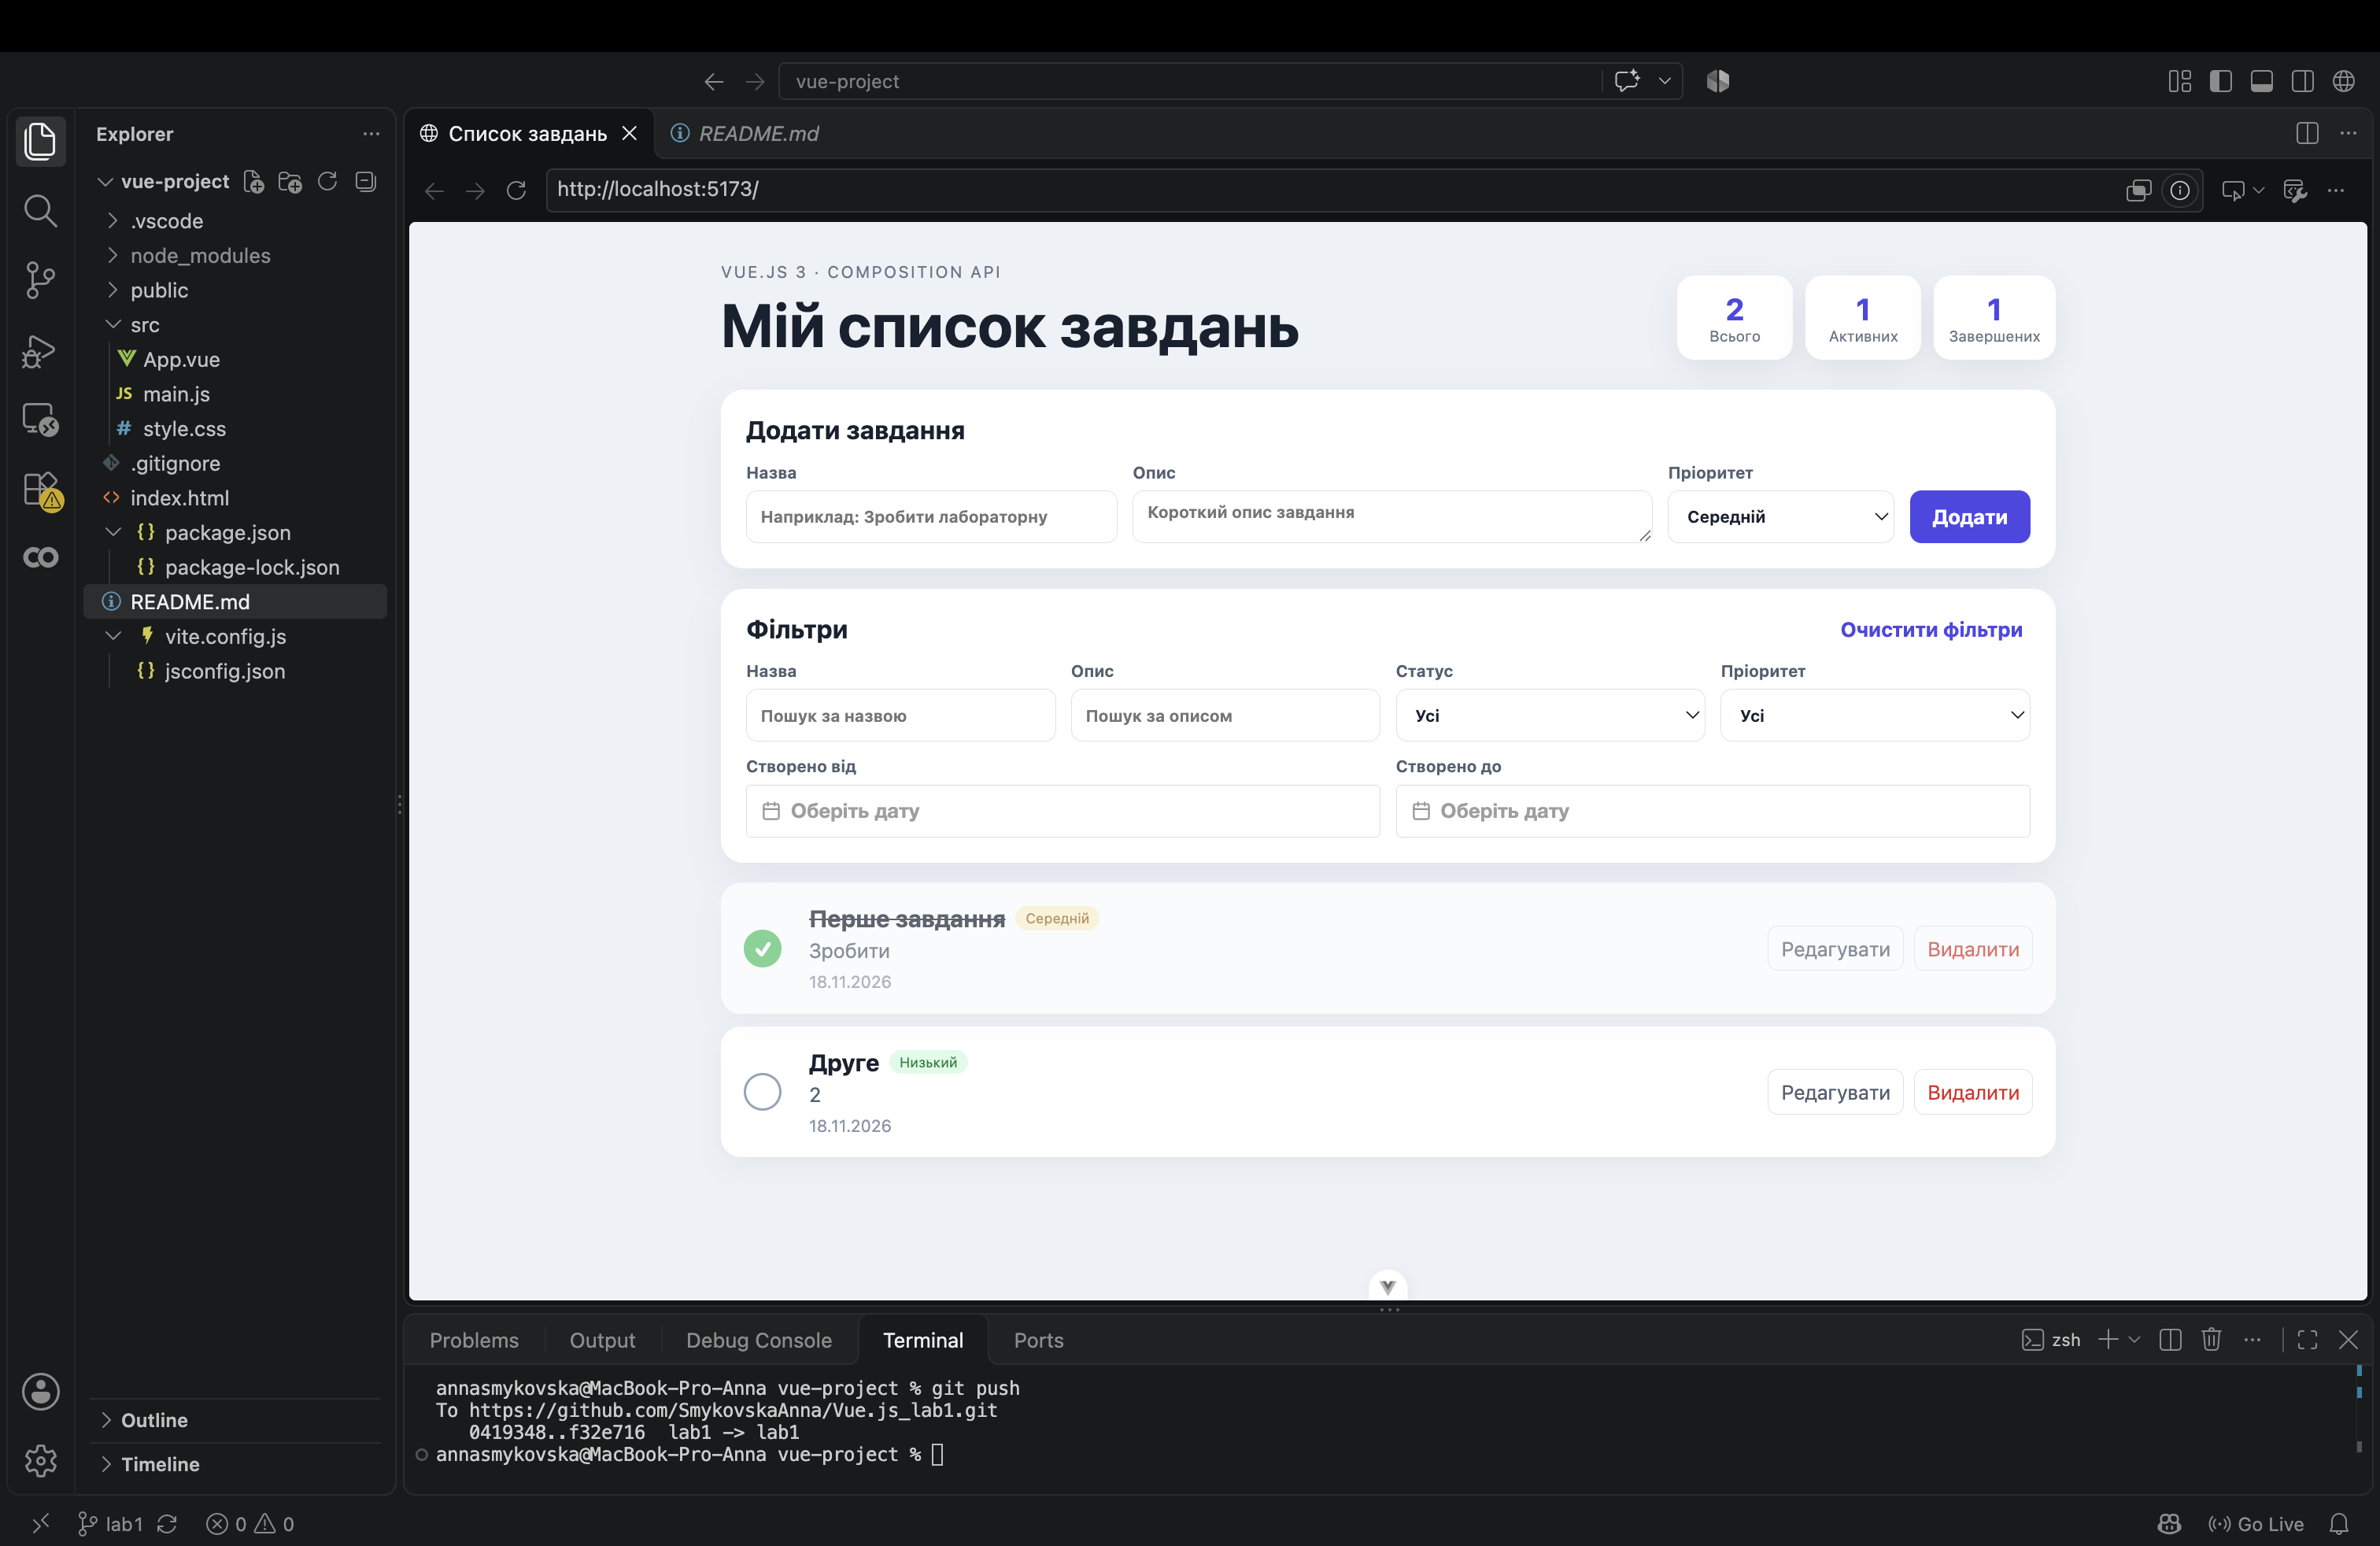 vue-project
Explorer
vue-project
.vscode
node_modules
public
src
App.vue
JS main.js
# style.css
.gitignore
index.html
{} package.json
{} package-lock.json
README.md
vite.config.js
{} jsconfig.json
Outline
Timeline
Список завдань
README.md
http://localhost:5173/
VUE.JS 3 · COMPOSITION API
Мій список завдань
2
Всього
1
Активних
1
Завершених
Додати завдання
Назва
Опис
Пріоритет
Наприклад: Зробити лабораторну
Короткий опис завдання
Середній
Додати
Фільтри
Очистити фільтри
Назва
Опис
Статус
Пріоритет
Пошук за назвою
Пошук за описом
Усі
Усі
Створено від
Створено до
Оберіть дату
Оберіть дату
Перше завдання
Середній
Зробити
18.11.2026
Редагувати
Видалити
Друге
Низький
2
18.11.2026
Редагувати
Видалити
Problems
Output
Debug Console
Terminal
Ports
zsh
annasmykovska@MacBook-Pro-Anna vue-project % git push
To https://github.com/SmykovskaAnna/Vue.js_lab1.git
0419348..f32e716 lab1 -> lab1
annasmykovska@MacBook-Pro-Anna vue-project %
lab1
0
0
Go Live